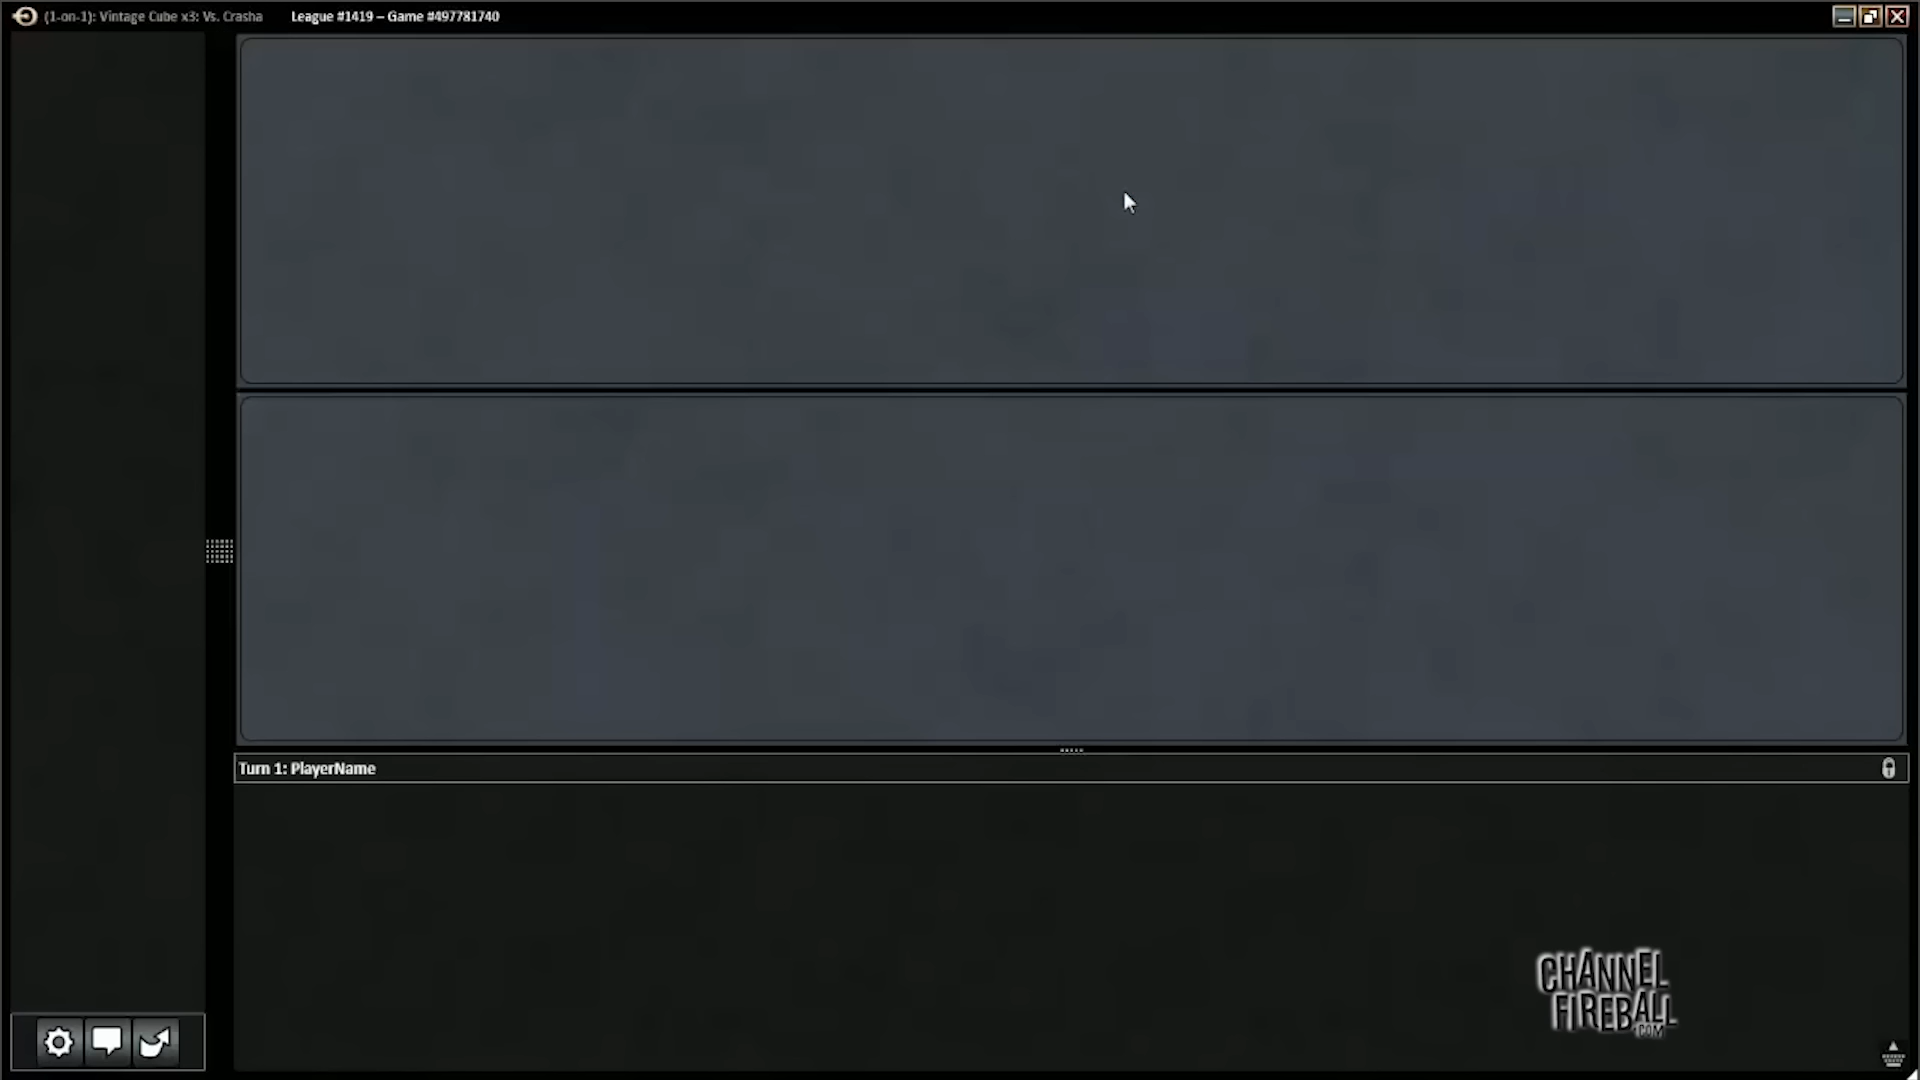 (1-on-1): Vintage Cube x3: Vs. Crasha League #1419 – Game #497781740
Turn 1: PlayerName
CHANNEL
FIREBALL
.COM